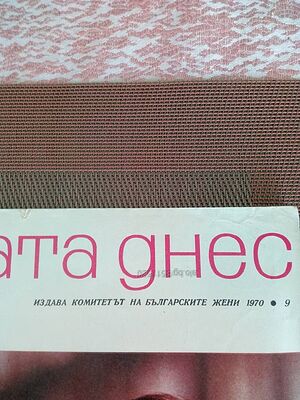 ата днес
ИЗДАВА КОМИТЕТЪТ НА БЪЛГАРСКИТЕ ЖЕНИ 1970 • 9